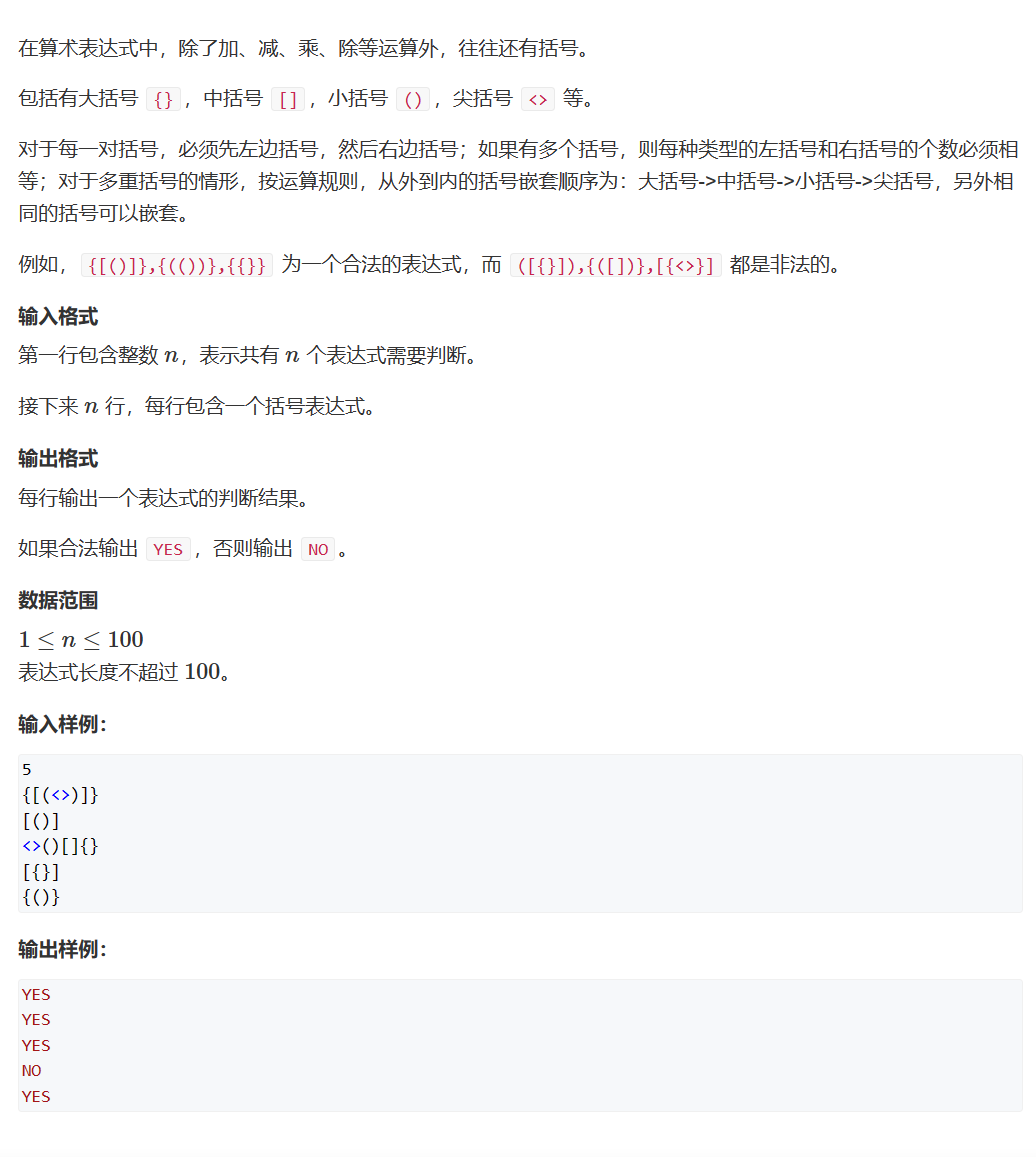 在算术表达式中，除了加、减、乘、除等运算外，往往还有括号。
包括有大括号 {} ，中括号 [] ，小括号 () ，尖括号 <> 等。
对于每一对括号，必须先左边括号，然后右边括号；如果有多个括号，则每种类型的左括号和右括号的个数必须相
等；对于多重括号的情形，按运算规则，从外到内的括号嵌套顺序为：大括号->中括号->小括号->尖括号，另外相
同的括号可以嵌套。
例如， {[()]},{(())},{{}} 为一个合法的表达式，而 ([{}]),{([])},[{<>}] 都是非法的。
输入格式
第一行包含整数 n，表示共有 n 个表达式需要判断。
接下来 n 行，每行包含一个括号表达式。
输出格式
每行输出一个表达式的判断结果。
如果合法输出 YES ，否则输出 NO 。
数据范围
1 ≤ n ≤ 100
表达式长度不超过 100。
输入样例：
5
{[(<>)]}
[()]
<>()[]{}
[{}]
{()}
输出样例：
YES
YES
YES
NO
YES